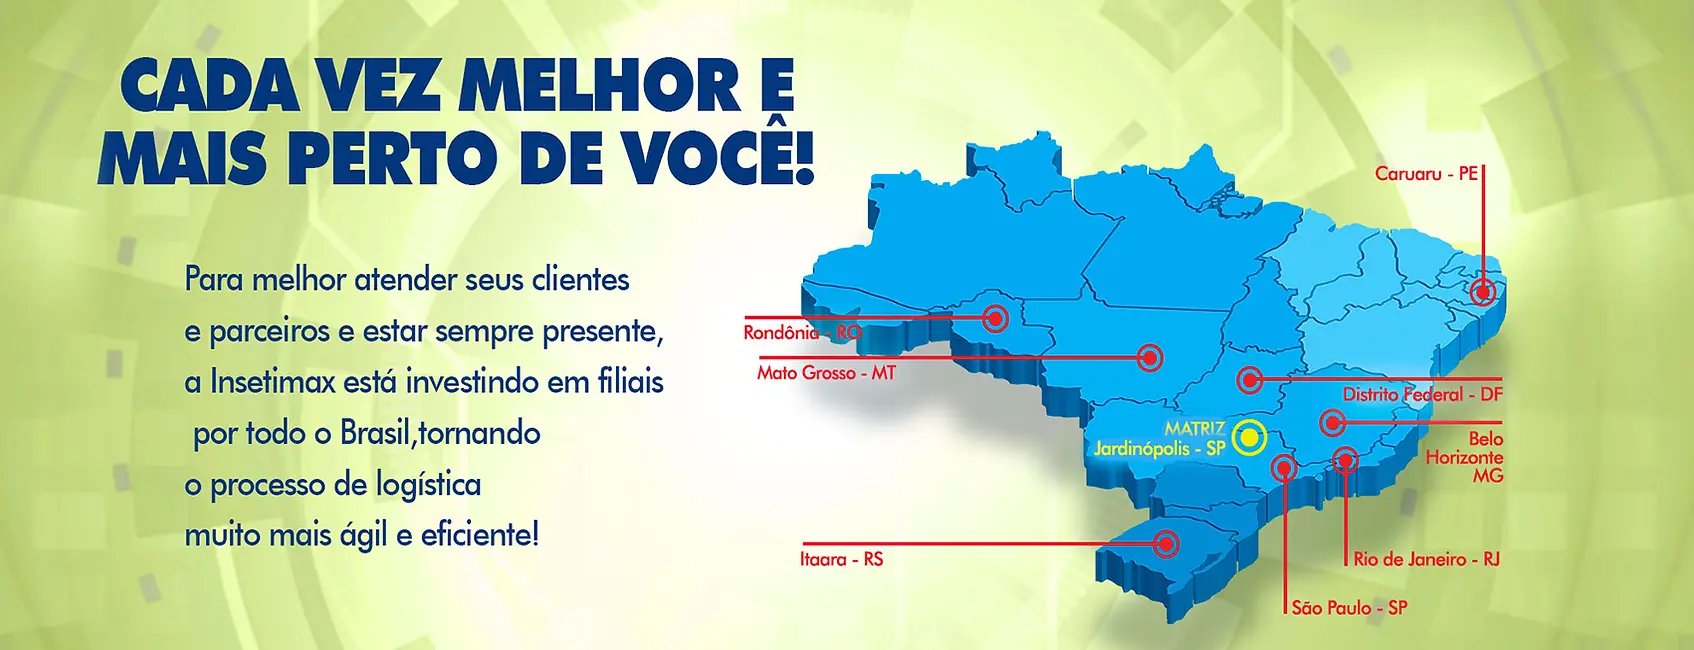 CADA VEZ MELHOR E
MAIS PERTO DE VOCÊ!
Para melhor atender seus clientes
e parceiros e estar sempre presente,
a Insetimax está investindo em filiais
por todo o Brasil,tornando
o processo de logística
muito mais ágil e eficiente!
Caruaru - PE
Rondônia - RO
Mato Grosso - MT
Distrito Federal - DF
MATRIZ
Jardinópolis - SP
Belo
Horizonte
MG
Itaara - RS
Rio de Janeiro - RJ
São Paulo - SP